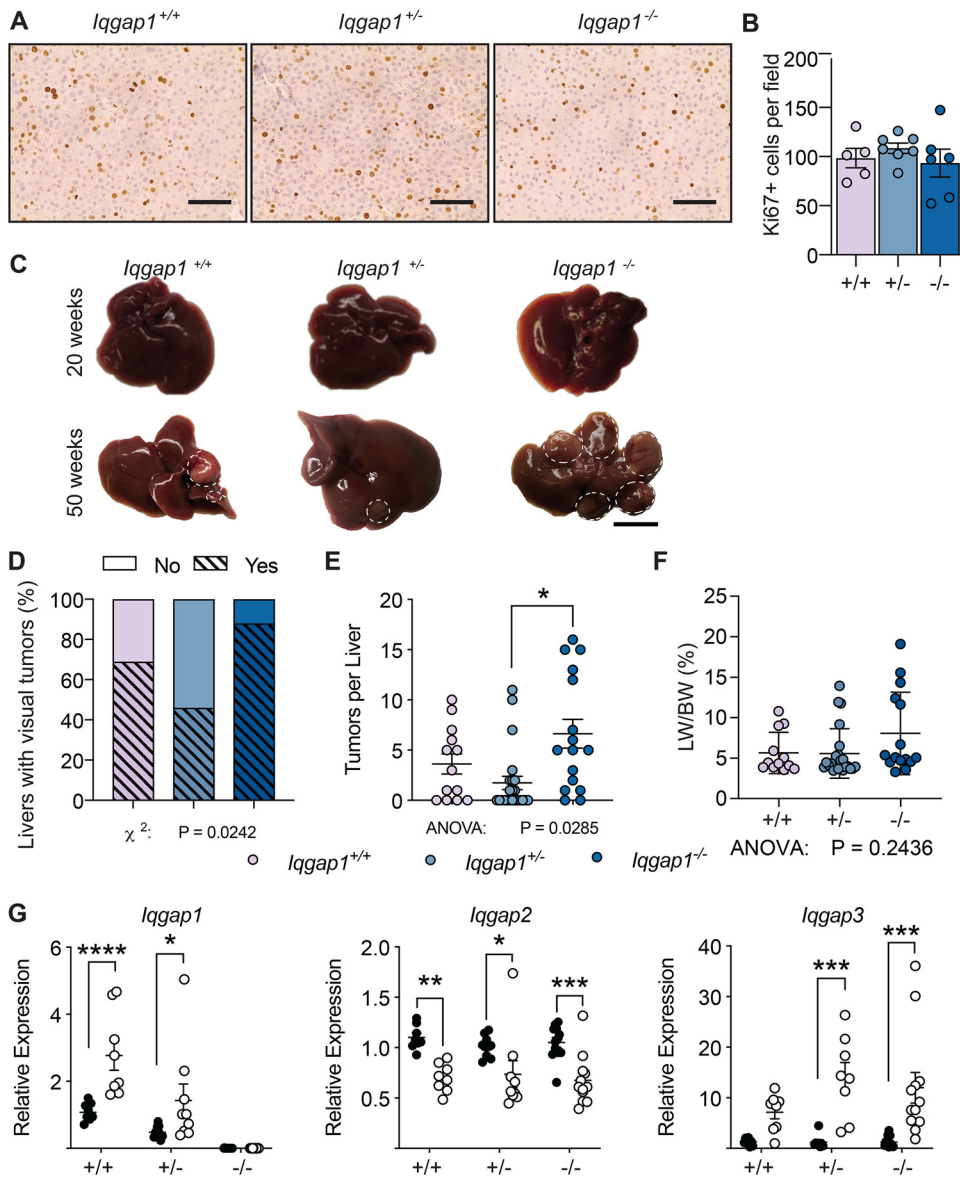 A
Iqgap1 +/+
Iqgap1 +/-
Iqgap1 -/-
B
Ki67+ cells per field
200
150
100
50
0
+/+ +/- -/-
C
Iqgap1 +/+
Iqgap1 +/-
Iqgap1 -/-
20 weeks
50 weeks
D
No Yes
Livers with visual tumors (%)
100
80
60
40
20
0
χ 2: P = 0.0242
E
Tumors per Liver
20
15
10
5
0
*
ANOVA: P = 0.0285
F
LW/BW (%)
25
20
15
10
5
0
+/+ +/- -/-
ANOVA: P = 0.2436
Iqgap1+/+ Iqgap1+/- Iqgap1-/-
G
Iqgap1
Relative Expression
6
4
2
**** *
+/+ +/- -/-
Iqgap2
Relative Expression
2.0
1.5
1.0
0.5
** * ***
+/+ +/- -/-
Iqgap3
Relative Expression
40
30
20
10
*** ***
+/+ +/- -/-